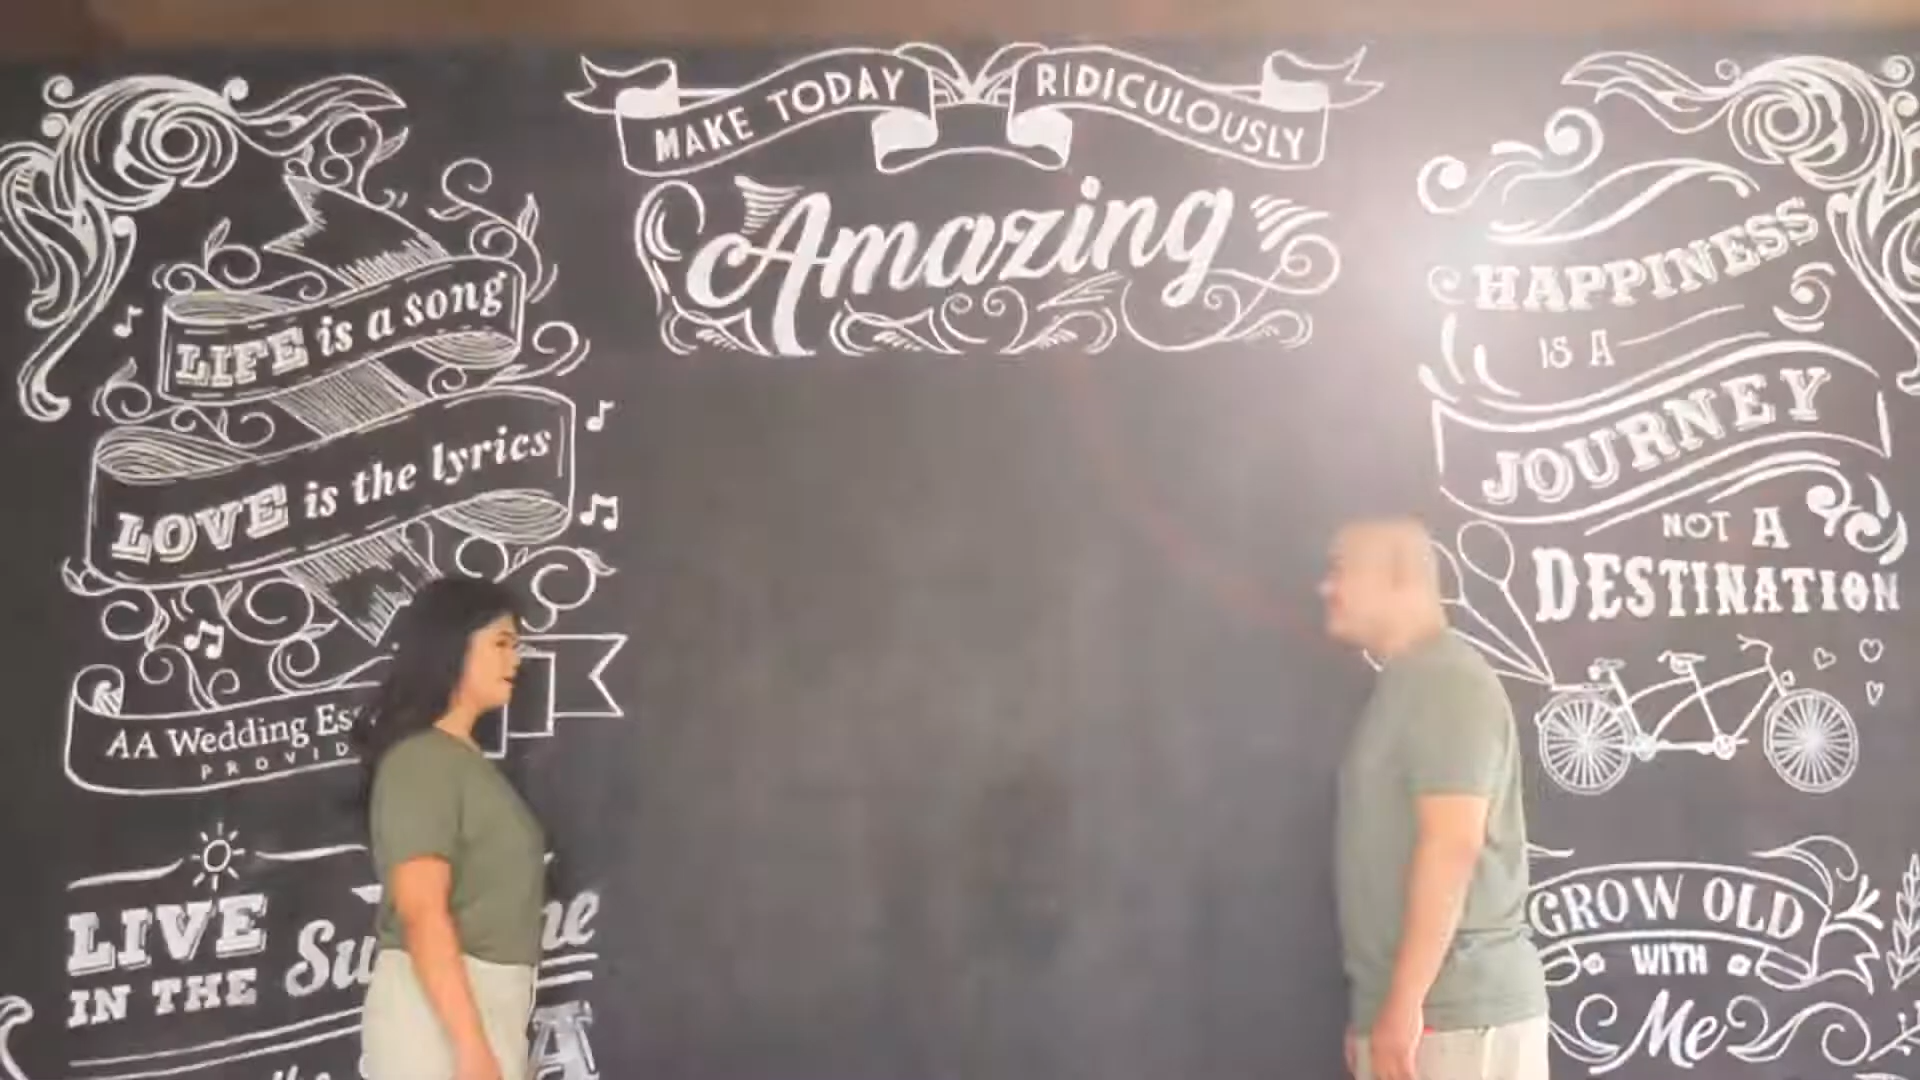 MAKE TODAY RIDICULOUSLY
Amazing
LIFE is a song
LOVE is the lyrics
AA Wedding
LIVE
IN THE
HAPPINESS
IS A
JOURNEY
NOT A
DESTINATION
GROW OLD
WITH
Me